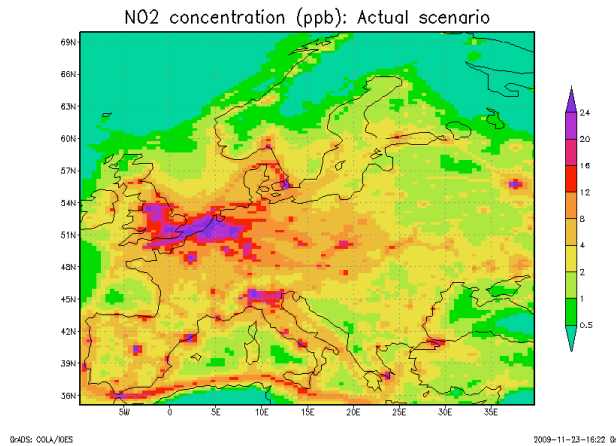 NO2 concentration (ppb): Actual scenario
69N
66N
63N
60N
57N
54N
51N
48N
45N
42N
39N
36N
5W 0 5E 10E 15E 20E 25E 30E 35E
24
20
16
12
8
4
2
1
0.5
GrADS: COLA/IGES
2009-11-23-16:22